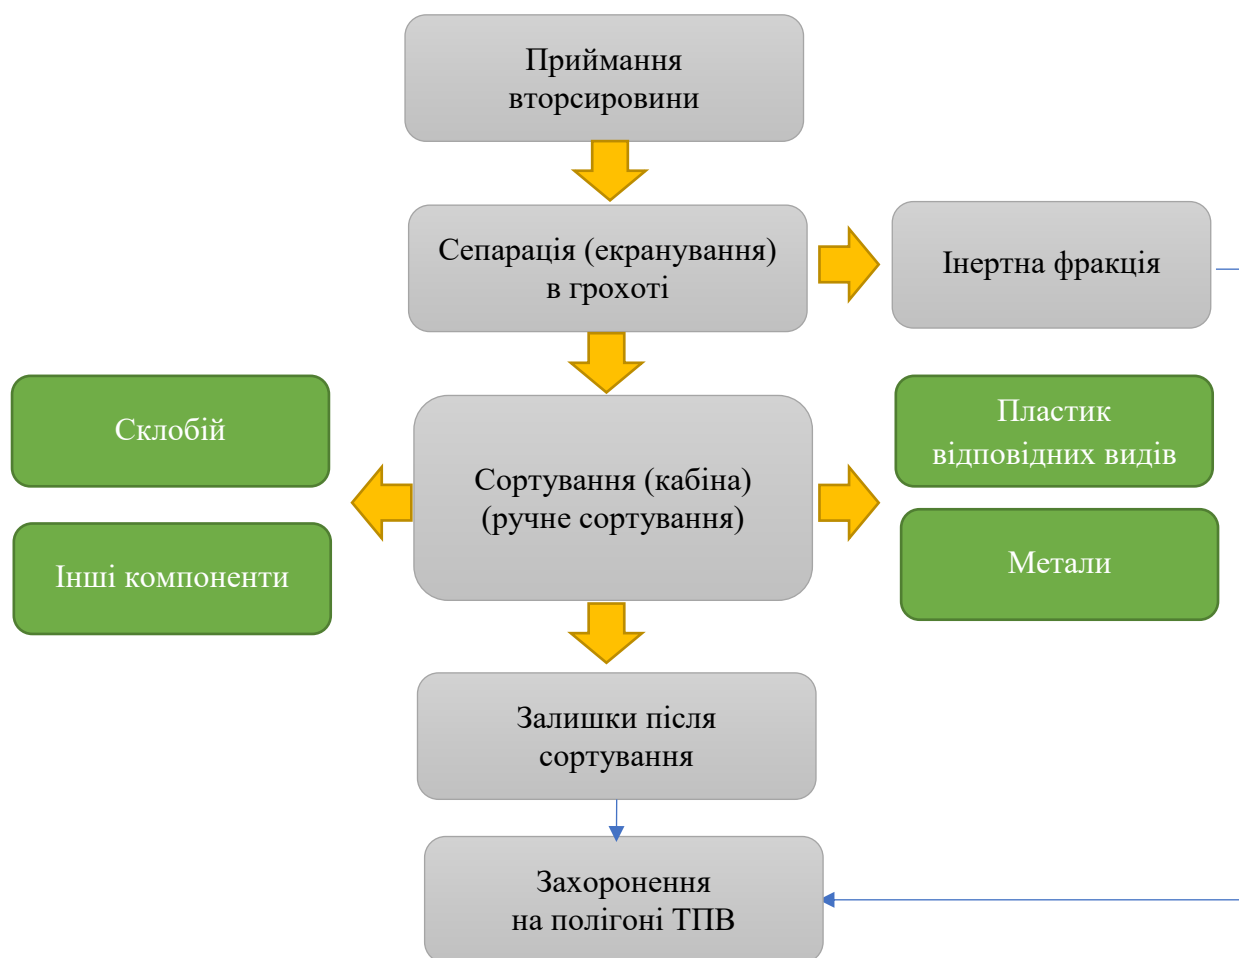 Приймання
вторсировини
Сепарація (екранування)
в грохоті
Інертна фракція
Склобій
Інші компоненти
Сортування (кабіна)
(ручне сортування)
Пластик
відповідних видів
Метали
Залишки після
сортування
Захоронення
на полігоні ТПВ